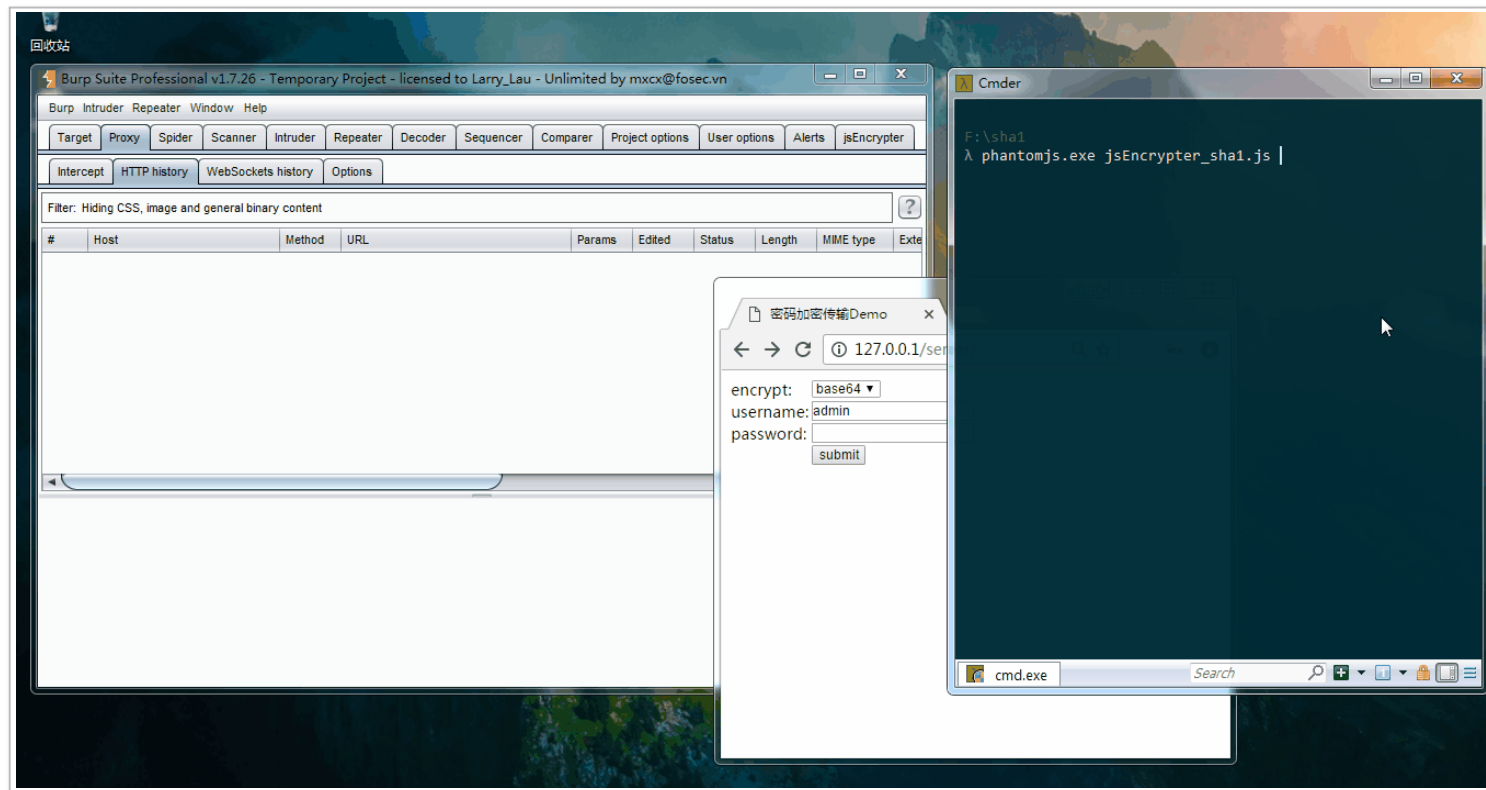 回收站
Burp Suite Professional v1.7.26 - Temporary Project - licensed to Larry_Lau - Unlimited by mxcx@fosec.vn
Burp Intruder Repeater Window Help
Target Proxy Spider Scanner Intruder Repeater Decoder Sequencer Comparer Project options User options Alerts jsEncrypter
Intercept HTTP history WebSockets history Options
Filter: Hiding CSS, image and general binary content
?
# Host Method URL Params Edited Status Length MIME type Exte
密码加密传输Demo
127.0.0.1/ser
encrypt: base64
username: admin
password:
submit
Cmder
F:\sha1
λ phantomjs.exe jsEncrypter_sha1.js
cmd.exe
Search